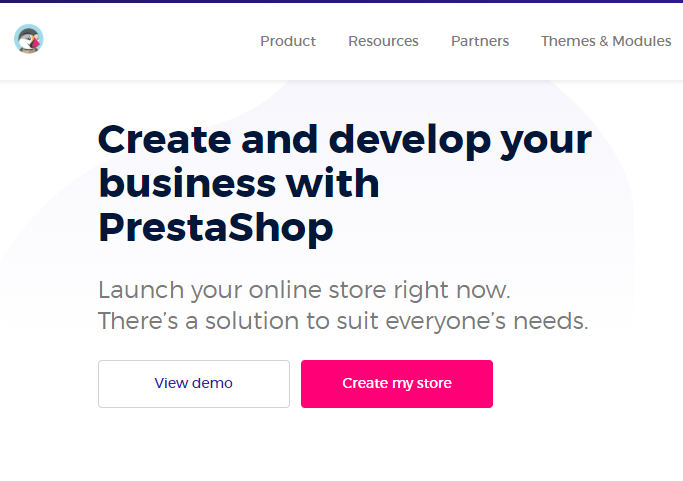 Product Resources Partners Themes & Modules
Create and develop your
business with
PrestaShop
Launch your online store right now.
There’s a solution to suit everyone’s needs.
View demo Create my store